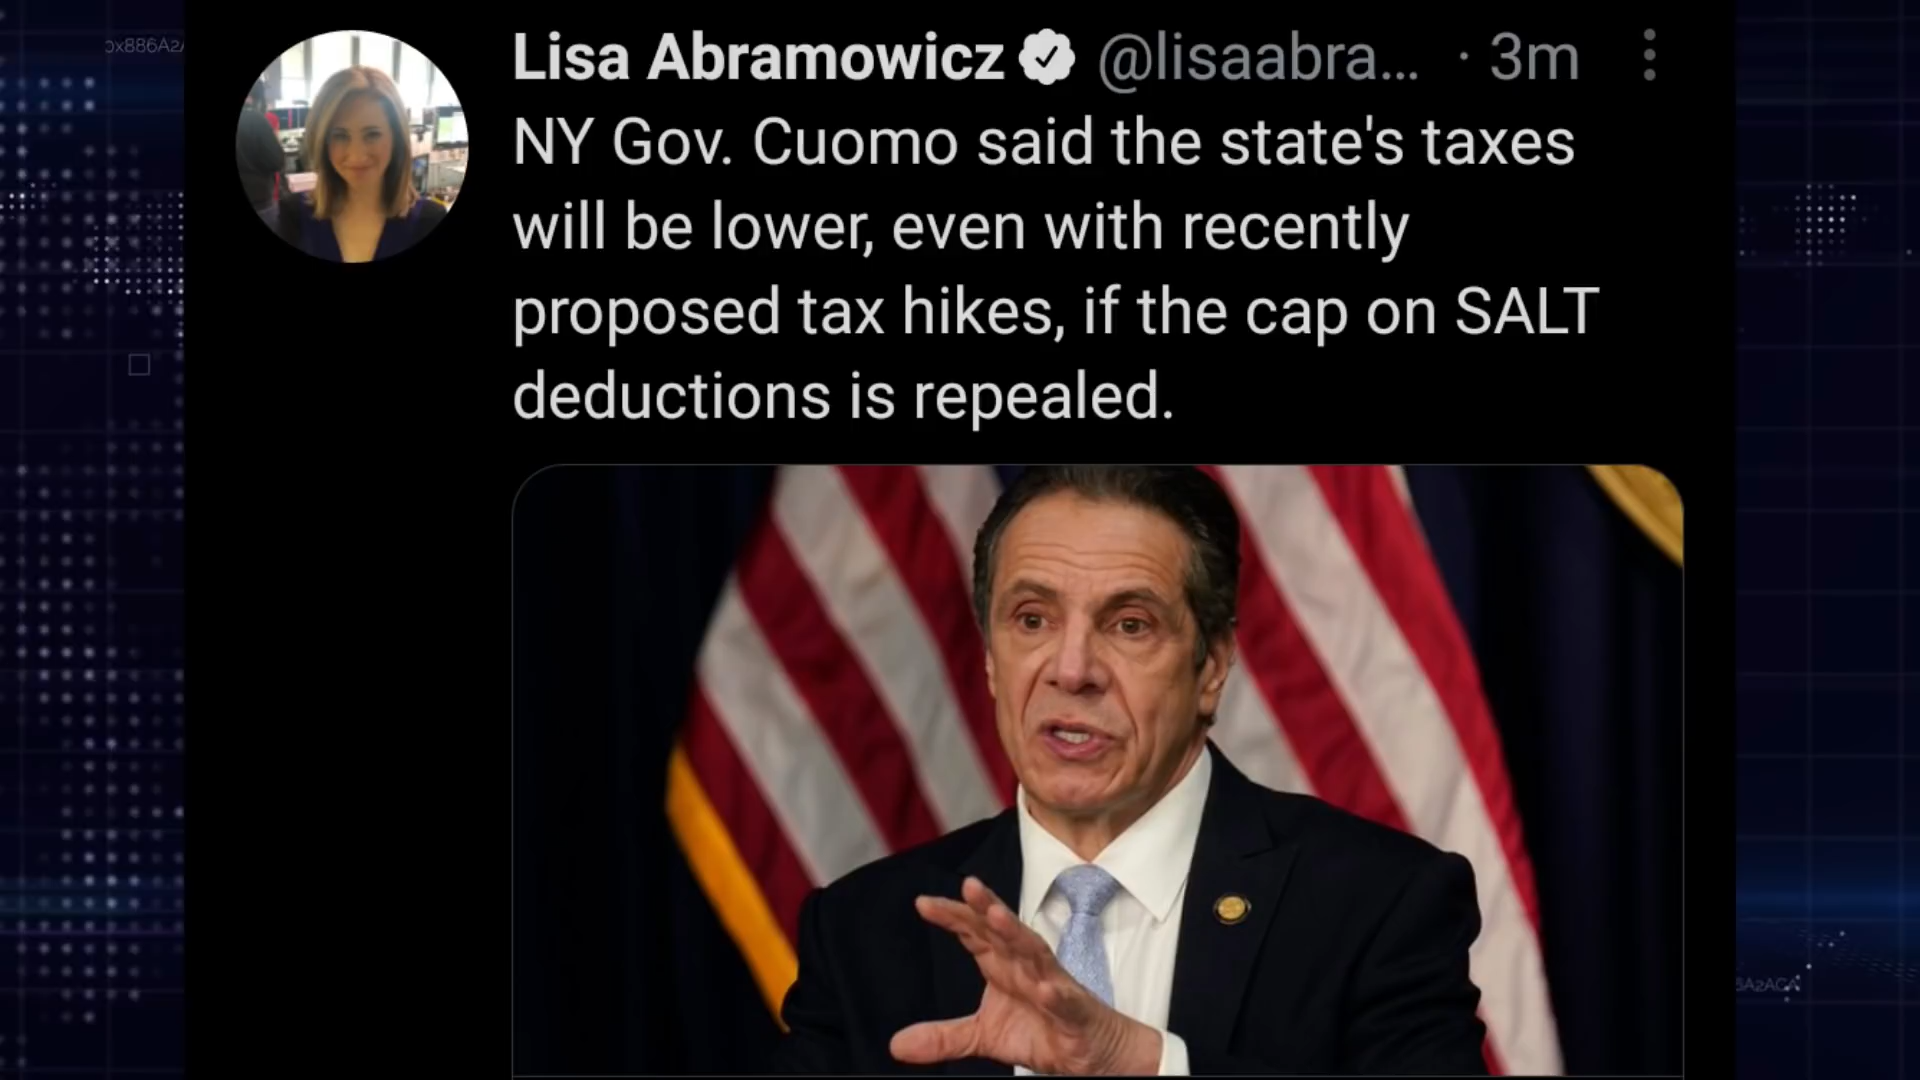 0x886A2
Lisa Abramowicz @lisaabra... · 3m
NY Gov. Cuomo said the state's taxes
will be lower, even with recently
proposed tax hikes, if the cap on SALT
deductions is repealed.